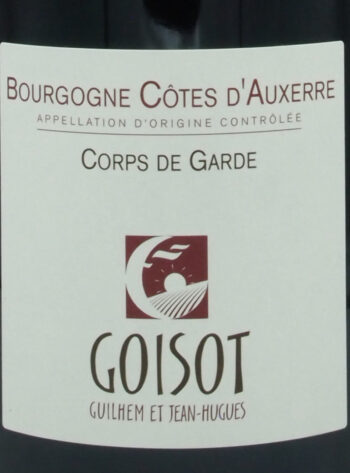 BOURGOGNE CÔTES D'AUXERRE
APPELLATION D'ORIGINE CONTRÔLÉE
CORPS DE GARDE
GOISOT
GUILHEM ET JEAN-HUGUES